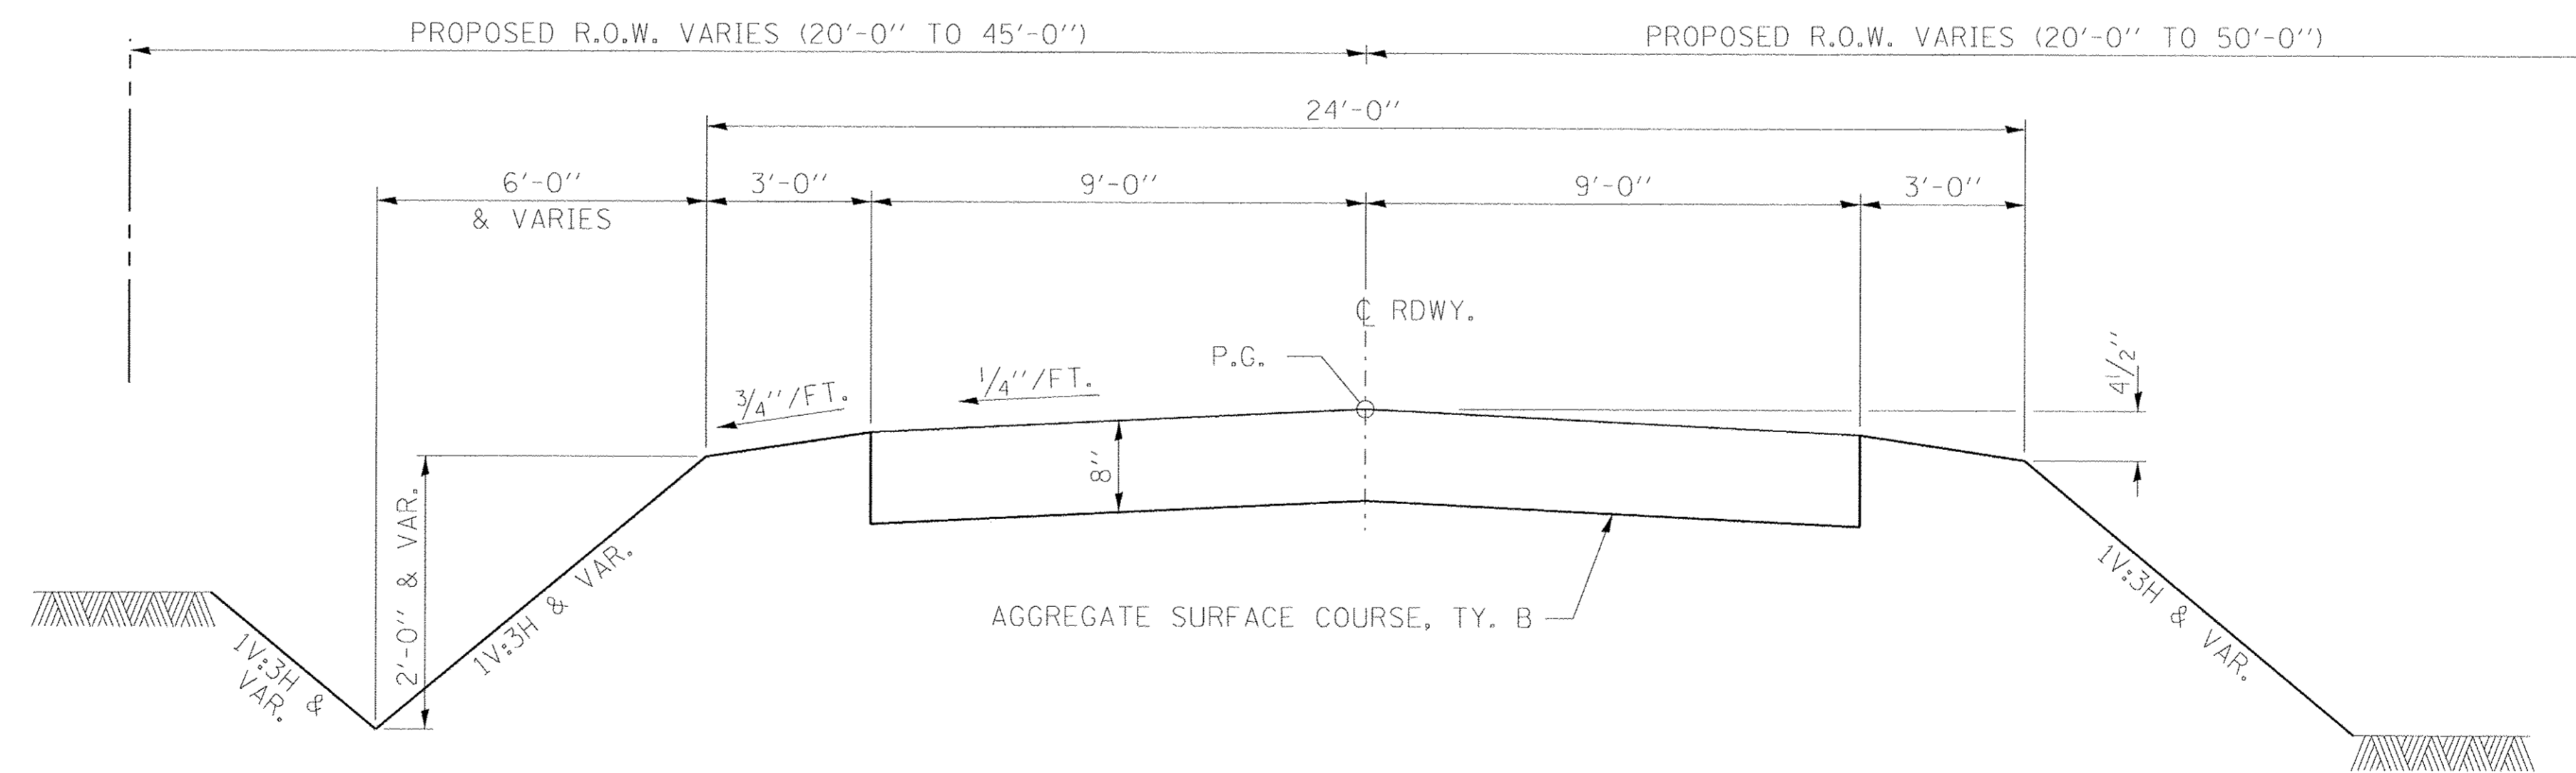 PROPOSED R.O.W. VARIES (20'-0" TO 45'-0")
PROPOSED R.O.W. VARIES (20'-0" TO 50'-0")
24'-0"
6'-0"
& VARIES
3'-0"
9'-0"
9'-0"
3'-0"
℄ RDWY.
P.G.
3/4"/FT.
1/4"/FT.
4 1/2"
8"
2'-0" & VAR.
1V:3H &
VAR.
1V:3H & VAR.
1V:3H & VAR.
AGGREGATE SURFACE COURSE, TY. B